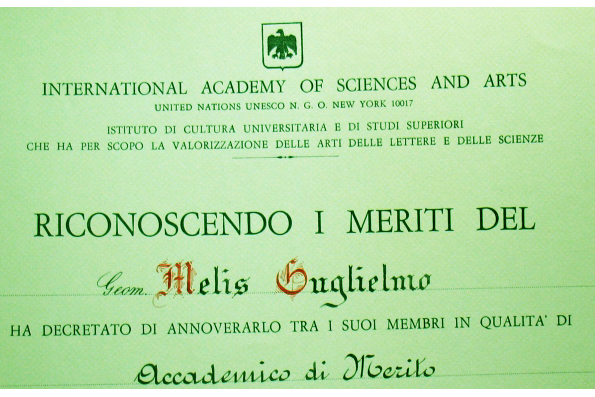 INTERNATIONAL ACADEMY OF SCIENCES AND ARTS
UNITED NATIONS UNESCO N. G. O. NEW YORK 10017
ISTITUTO DI CULTURA UNIVERSITARIA E DI STUDI SUPERIORI
CHE HA PER SCOPO LA VALORIZZAZIONE DELLE ARTI DELLE LETTERE E DELLE SCIENZE
RICONOSCENDO I MERITI DEL
Geom. Melis Guglielmo
HA DECRETATO DI ANNOVERARLO TRA I SUOI MEMBRI IN QUALITA' DI
Accademico di Merito